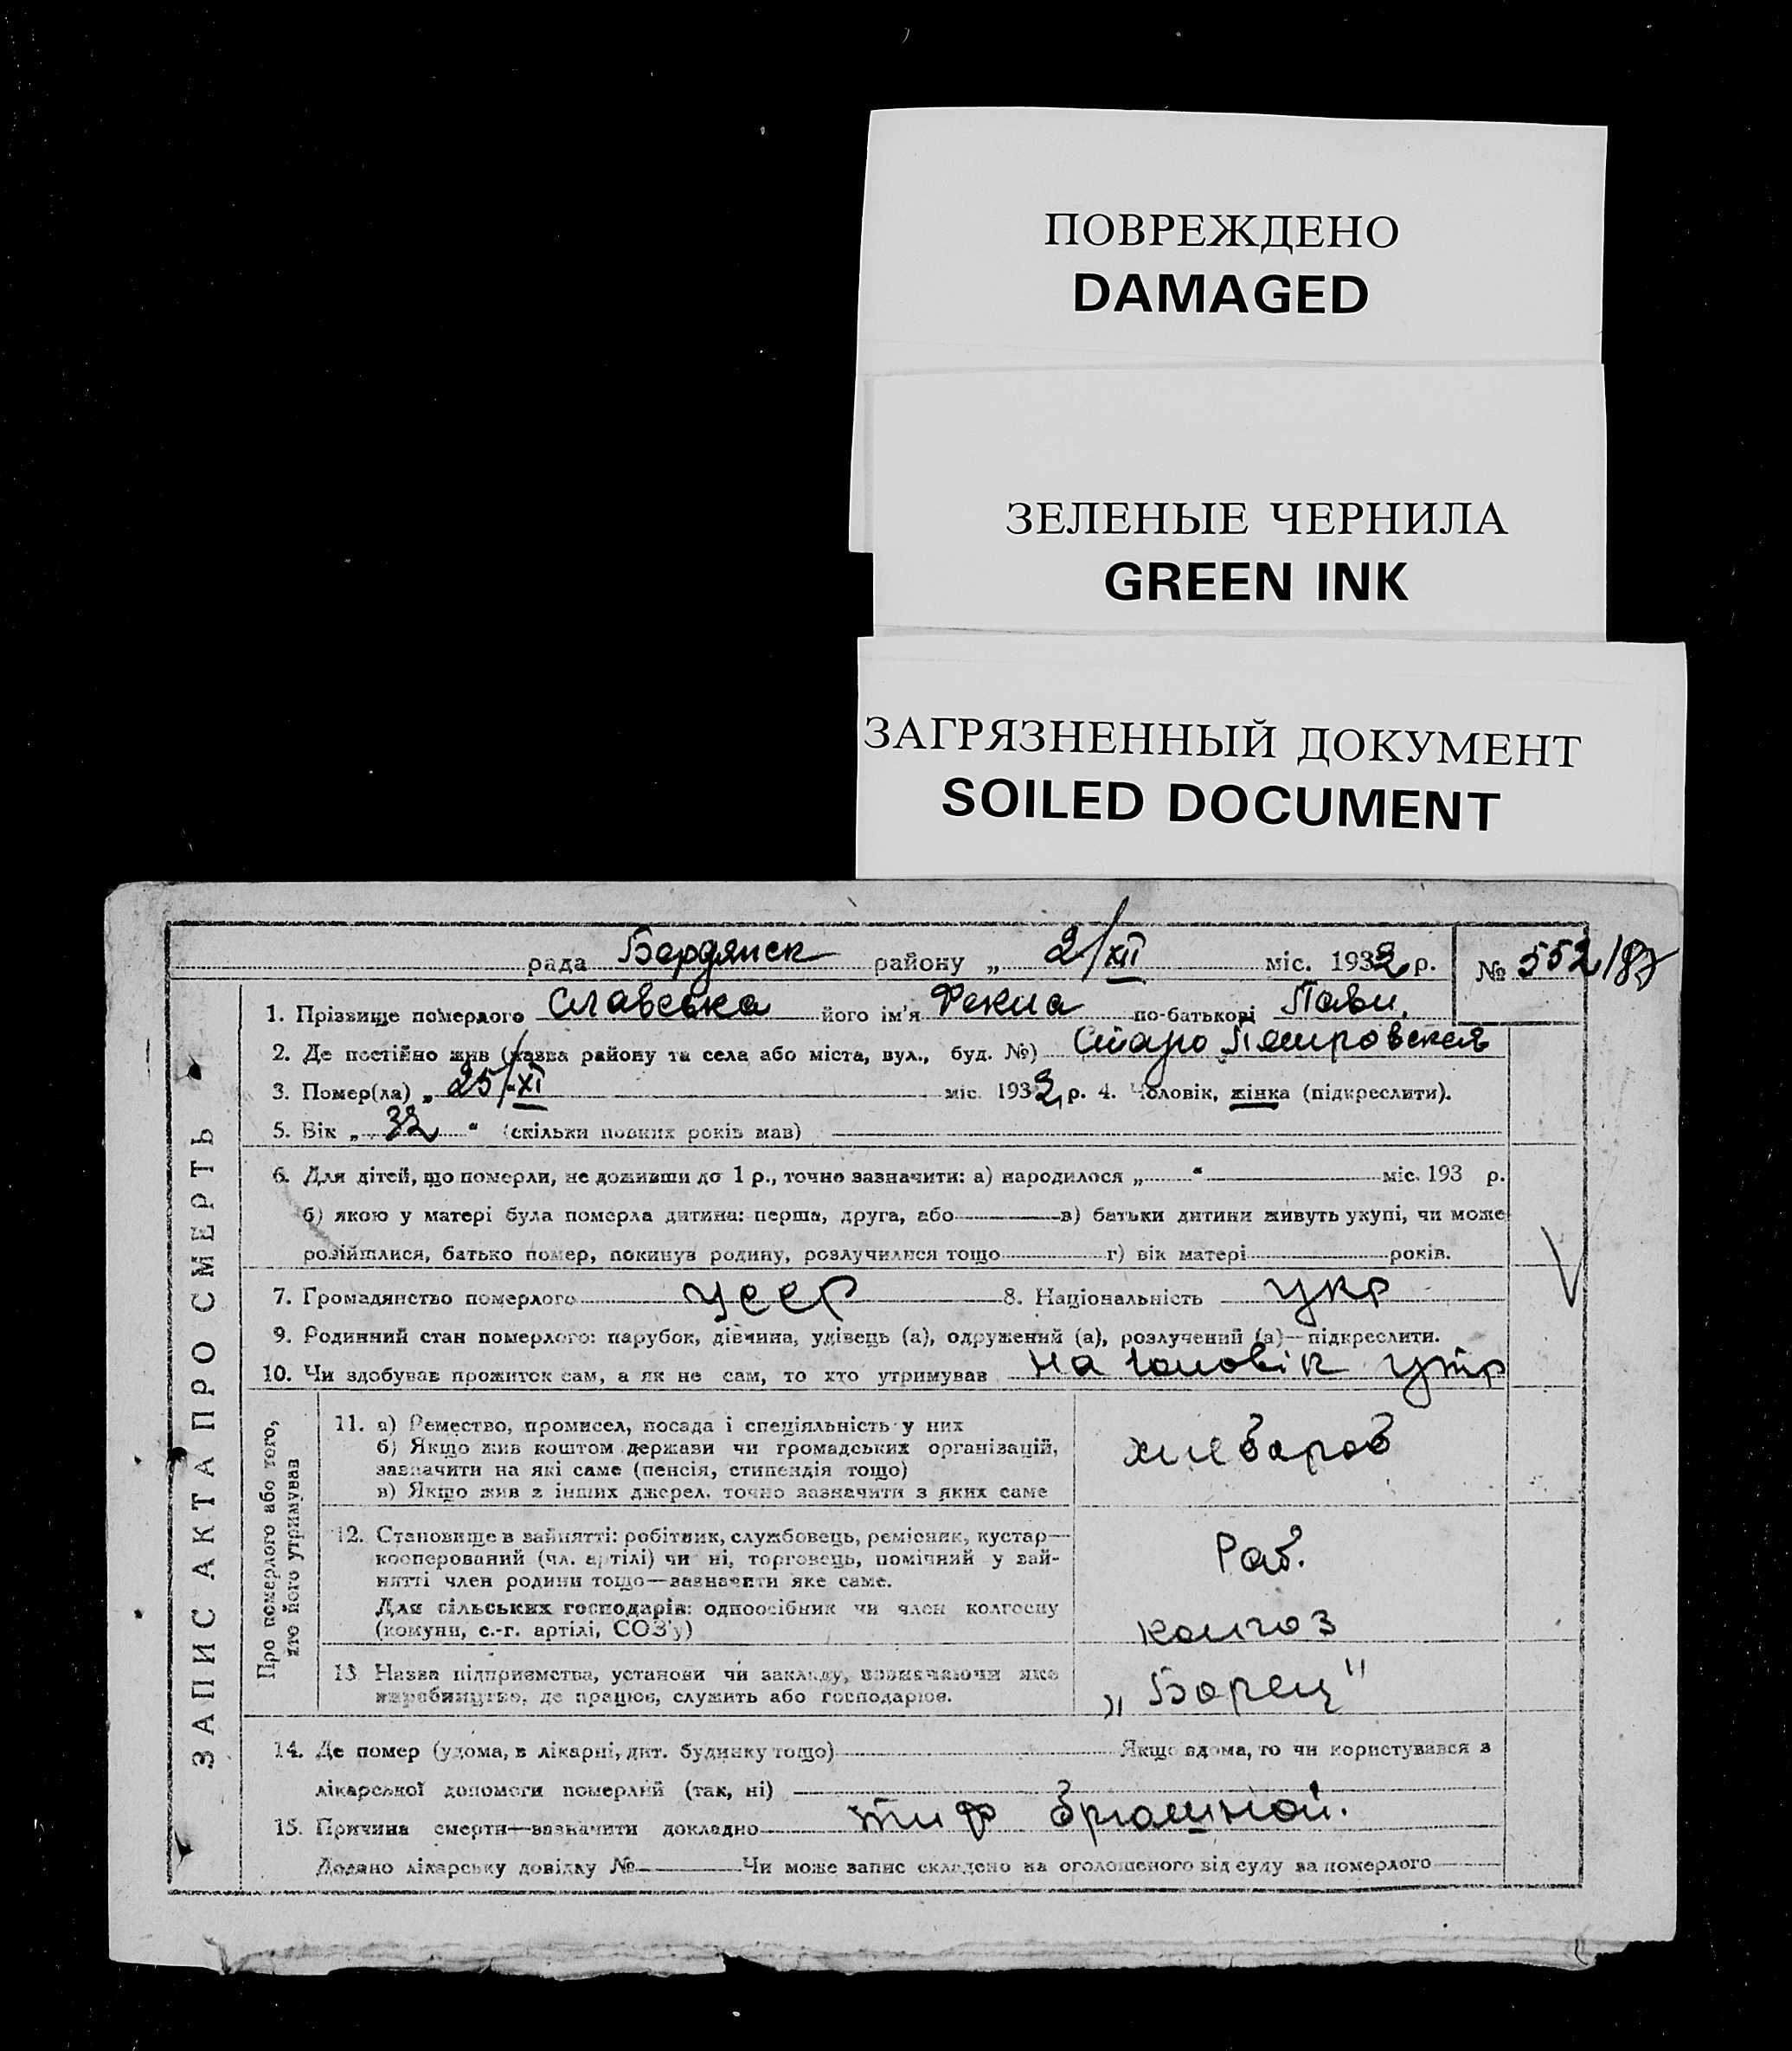 ПОВРЕЖДЕНО
DAMAGED
ЗЕЛЕНЫЕ ЧЕРНИЛА
GREEN INK
ЗАГРЯЗНЕННЫЙ ДОКУМЕНТ
SOILED DOCUMENT
рада Бердянск району „ 2/XII міс. 1932 р. № 552/87
ЗАПИС АКТА ПРО СМЕРТЬ
1. Прізвище померлого Славська його ім'я Фекла по-батькові Павл.
2. Де постійно жив (назва району та села або міста, вул., буд. №) Старо Петровская
3. Помер(ла) „ 25/XI міс. 1932 р. 4. Чоловік, жінка (підкреслити).
5. Вік „ 32 “ (скільки повних років мав)
6. Для дітей, що померли, не доживши до 1 р., точно зазначити: а) народилося „ “ міс. 193 р.
б) якою у матері була померла дитина: перша, друга, або в) батьки дитини живуть укупі, чи може
розійшлися, батько помер, покинув родину, розлучилися тощо г) вік матері років.
7. Громадянство померлого УССР 8. Національність укр
9. Родинний стан померлого: парубок, дівчина, удівець (а), одружений (а), розлучений (а)—підкреслити.
10. Чи здобував прожиток сам, а як не сам, то хто утримував на чоловік утр
Про померлого або того, хто його утримував
11. а) Ремество, промисел, посада і спеціяльність у них
б) Якщо жив коштом держави чи громадських організацій,
зазначити на які саме (пенсія, стипендія тощо)
в) Якщо жив з інших джерел, точно зазначити з яких саме
хлебороб
12. Становище в зайнятті: робітник, службовець, ремісник, кустар—
кооперований (чл. артілі) чи ні, торговець, помічний у зай-
нятті член родини тощо—зазначити яке саме.
Раб.
Для сільських господарів: одноосібник чи член колгоспу
(комуни, с.-г. артілі, СОЗ'у)
колгоз
13. Назва підприємства, установи чи закладу, зазначаючи яке
виробництво, де працює, служить або господарює.
„Борец"
14. Де помер (удома, в лікарні, дит. будинку тощо) Якщо вдома, то чи користувався з
лікарської допомоги померлий (так, ні)
15. Причина смерти—зазначити докладно тиф брюшной.
Додано лікарську довідку № Чи може запис складено на оголошеного від суду за померлого